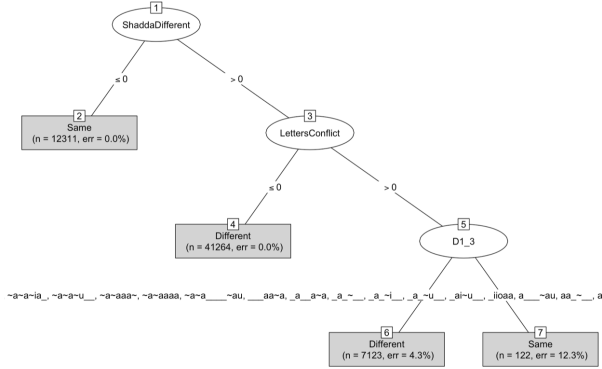 1
ShaddaDifferent
≤ 0
> 0
2
Same
(n = 12311, err = 0.0%)
3
LettersConflict
≤ 0
> 0
4
Different
(n = 41264, err = 0.0%)
5
D1_3
~a~a~ia_, ~a~a~u__, ~a~aaa~, ~a~aaaa, ~a~a____~au, ___aa~a, _a__a~a, _a_~__, _a_~i__, _a_~u__, _ai~u__, _iioaa, a___~au, aa_~__, a
6
Different
(n = 7123, err = 4.3%)
7
Same
(n = 122, err = 12.3%)